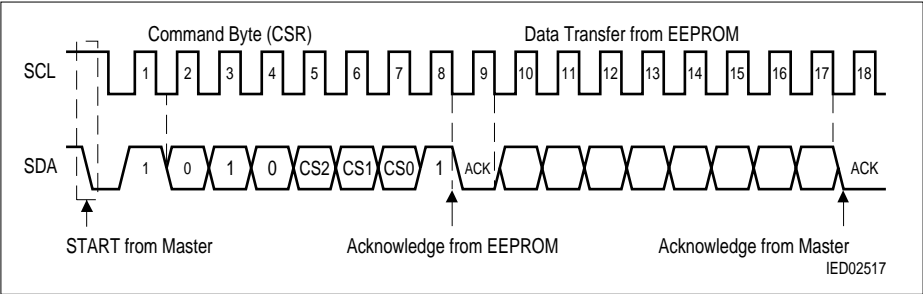 Command Byte (CSR) Data Transfer from EEPROM
SCL 1 2 3 4 5 6 7 8 9 10 11 12 13 14 15 16 17 18
SDA 1 0 1 0 CS2 CS1 CS0 1 ACK ACK
START from Master Acknowledge from EEPROM Acknowledge from Master
IED02517